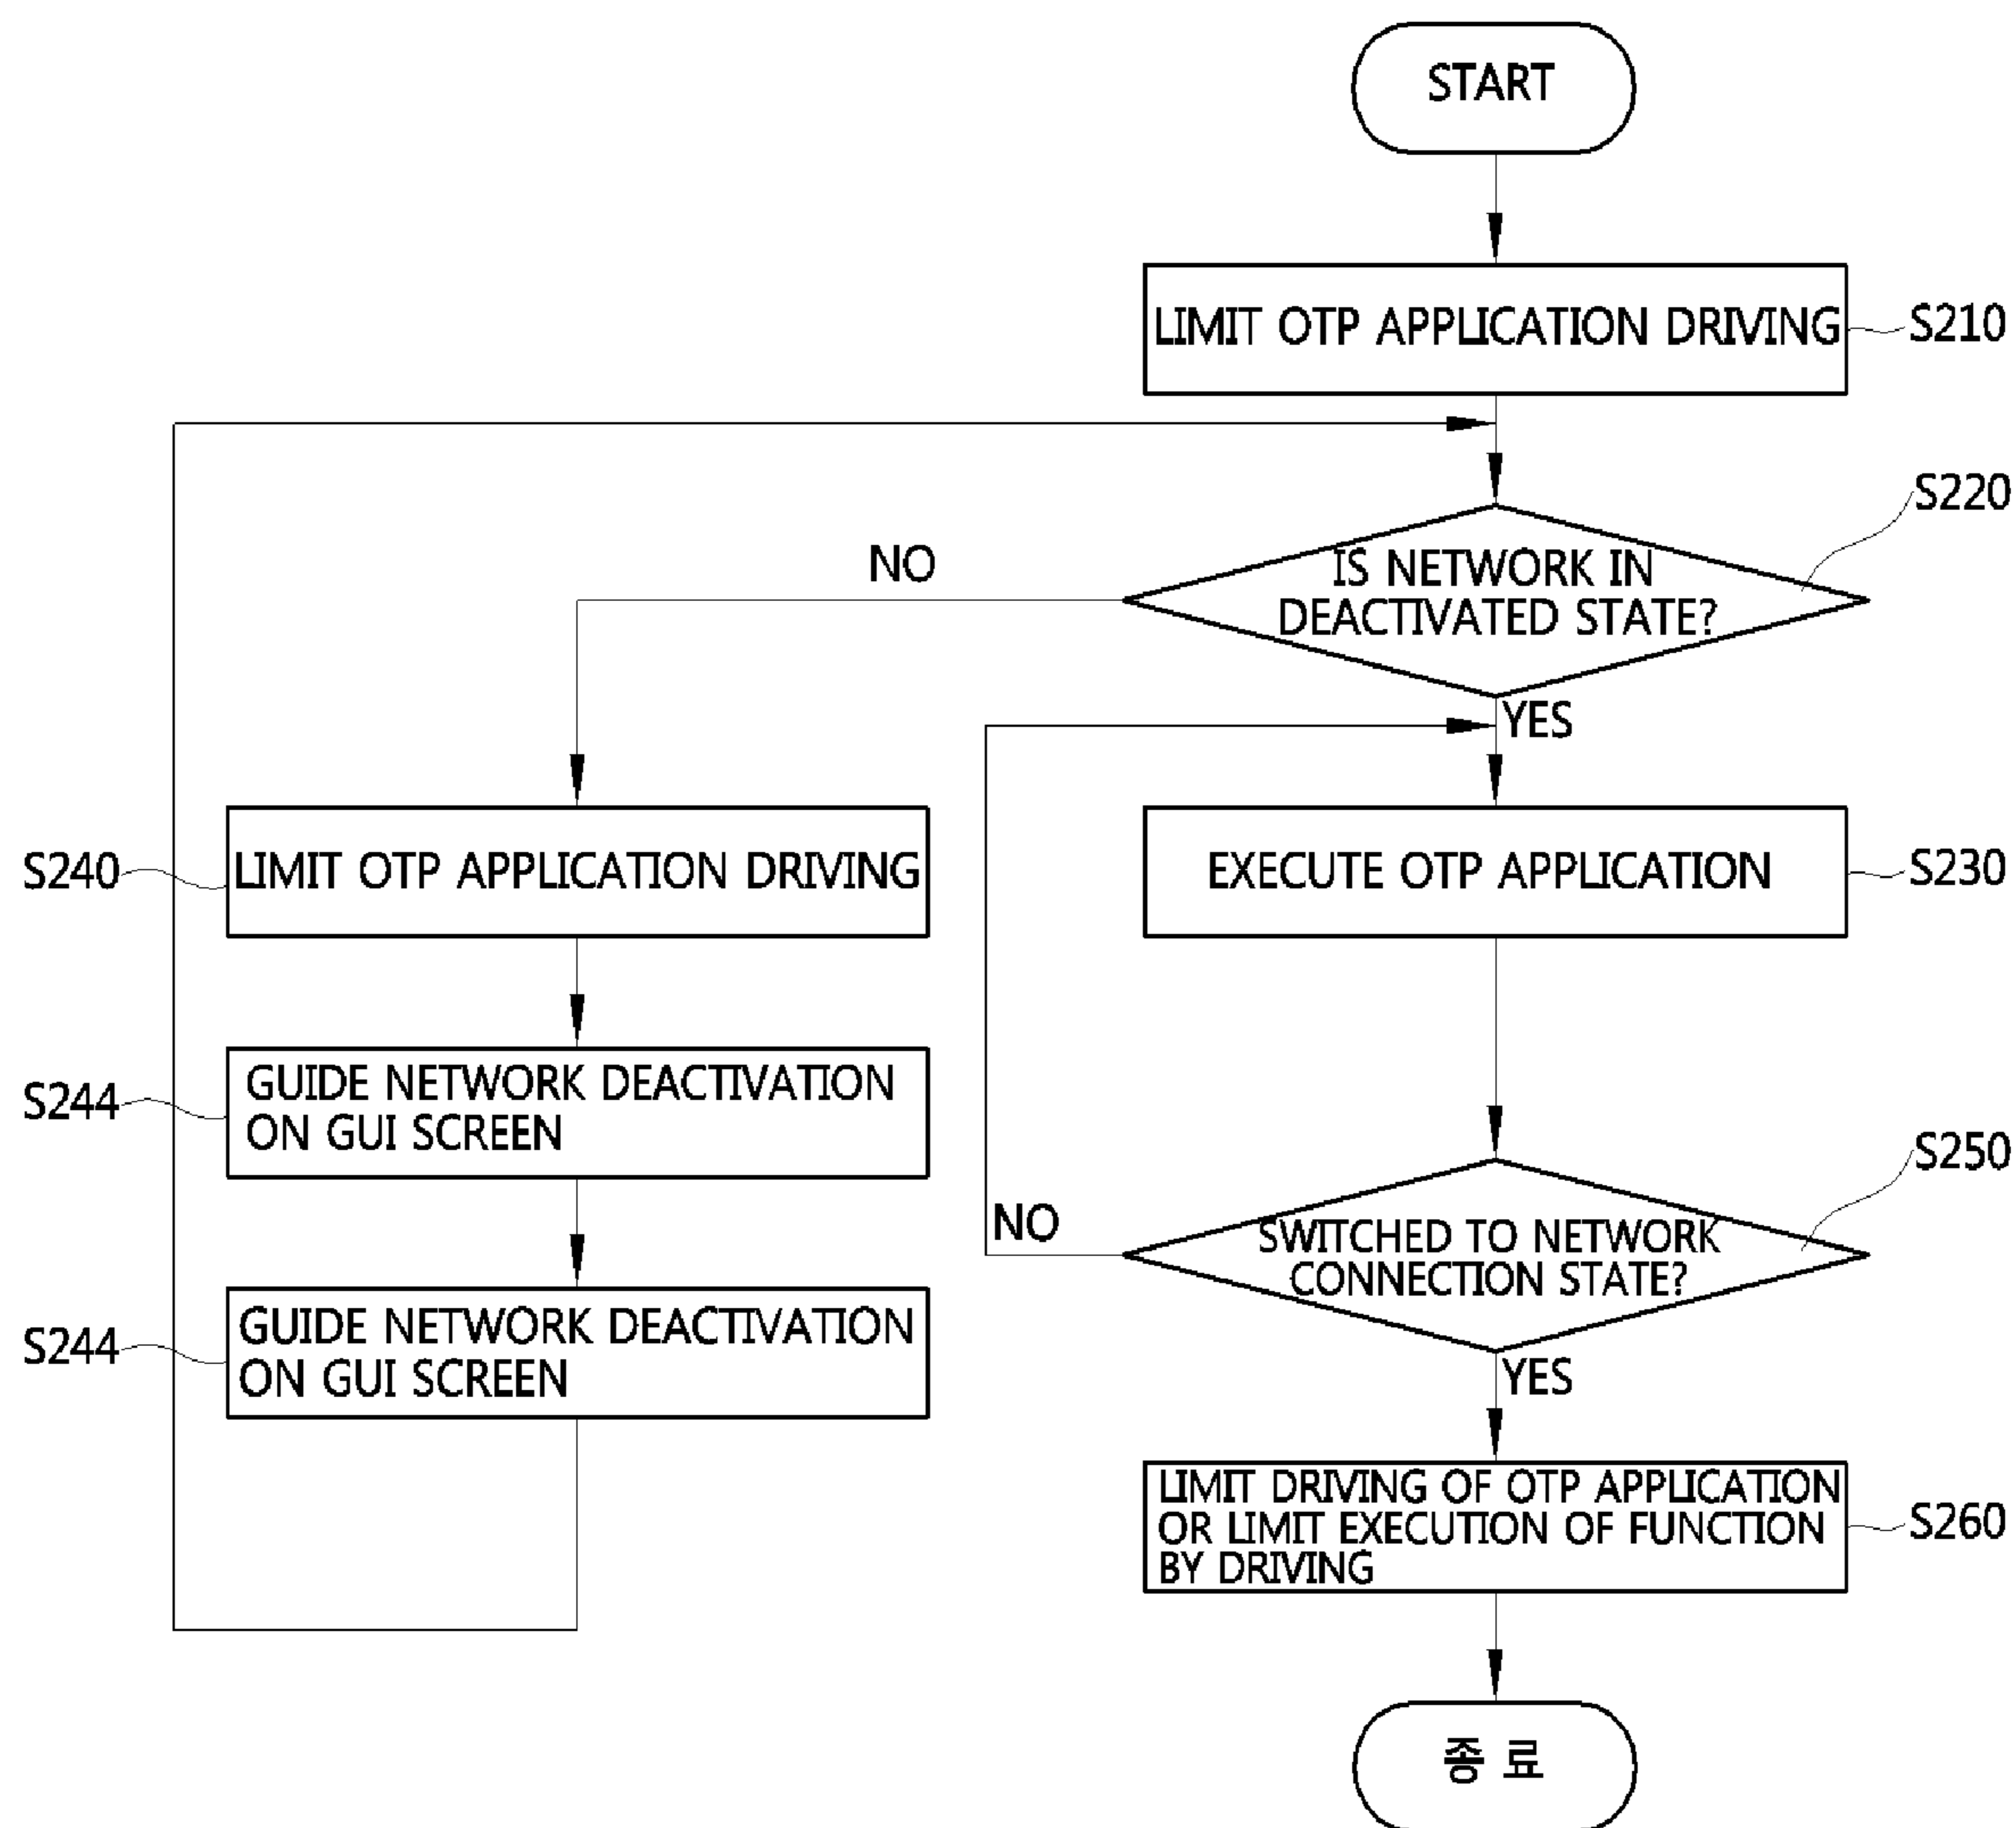 START
LIMIT OTP APPLICATION DRIVING
S210
S220
IS NETWORK IN
DEACTIVATED STATE?
NO
YES
S240
LIMIT OTP APPLICATION DRIVING
EXECUTE OTP APPLICATION
S230
S244
GUIDE NETWORK DEACTIVATION
ON GUI SCREEN
S250
SWITCHED TO NETWORK
CONNECTION STATE?
NO
S244
GUIDE NETWORK DEACTIVATION
ON GUI SCREEN
YES
LIMIT DRIVING OF OTP APPLICATION
OR LIMIT EXECUTION OF FUNCTION
BY DRIVING
S260
종 료